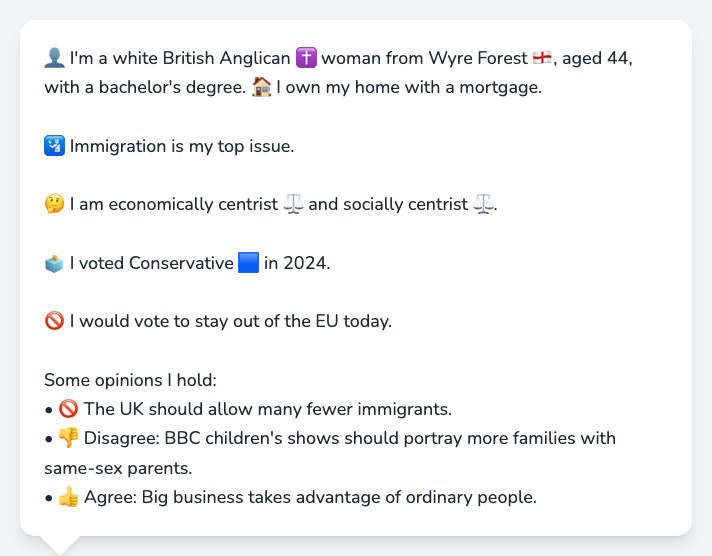 👤 I'm a white British Anglican ✝️ woman from Wyre Forest 🏴󠁧󠁢󠁥󠁮󠁧󠁿, aged 44,
with a bachelor's degree. 🏠 I own my home with a mortgage.
🛂 Immigration is my top issue.
🤔 I am economically centrist ⚖️ and socially centrist ⚖️.
🗳️ I voted Conservative 🟦 in 2024.
🚫 I would vote to stay out of the EU today.
Some opinions I hold:
• 🚫 The UK should allow many fewer immigrants.
• 👎 Disagree: BBC children's shows should portray more families with
same-sex parents.
• 👍 Agree: Big business takes advantage of ordinary people.